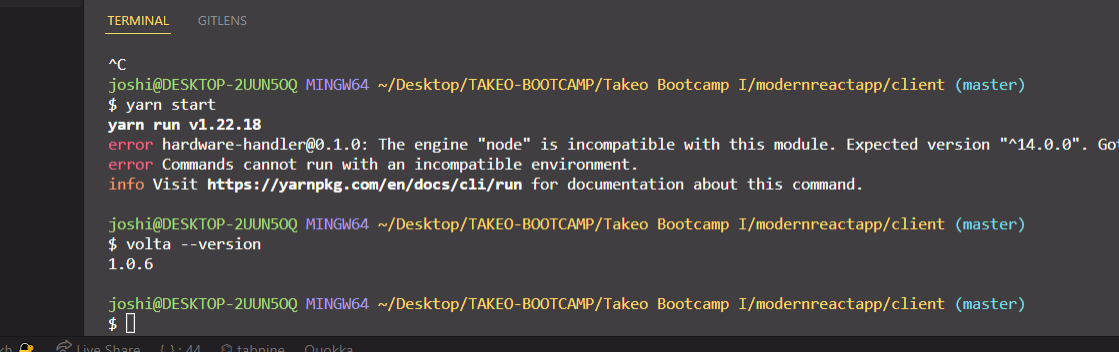 TERMINAL GITLENS
^C
joshi@DESKTOP-2UUN5OQ MINGW64 ~/Desktop/TAKEO-BOOTCAMP/Takeo Bootcamp I/modernreactapp/client (master)
$ yarn start
yarn run v1.22.18
error hardware-handler@0.1.0: The engine "node" is incompatible with this module. Expected version "^14.0.0". Got
error Commands cannot run with an incompatible environment.
info Visit https://yarnpkg.com/en/docs/cli/run for documentation about this command.
joshi@DESKTOP-2UUN5OQ MINGW64 ~/Desktop/TAKEO-BOOTCAMP/Takeo Bootcamp I/modernreactapp/client (master)
$ volta --version
1.0.6
joshi@DESKTOP-2UUN5OQ MINGW64 ~/Desktop/TAKEO-BOOTCAMP/Takeo Bootcamp I/modernreactapp/client (master)
$
Live Share {..}: 44 tabnine Quokka